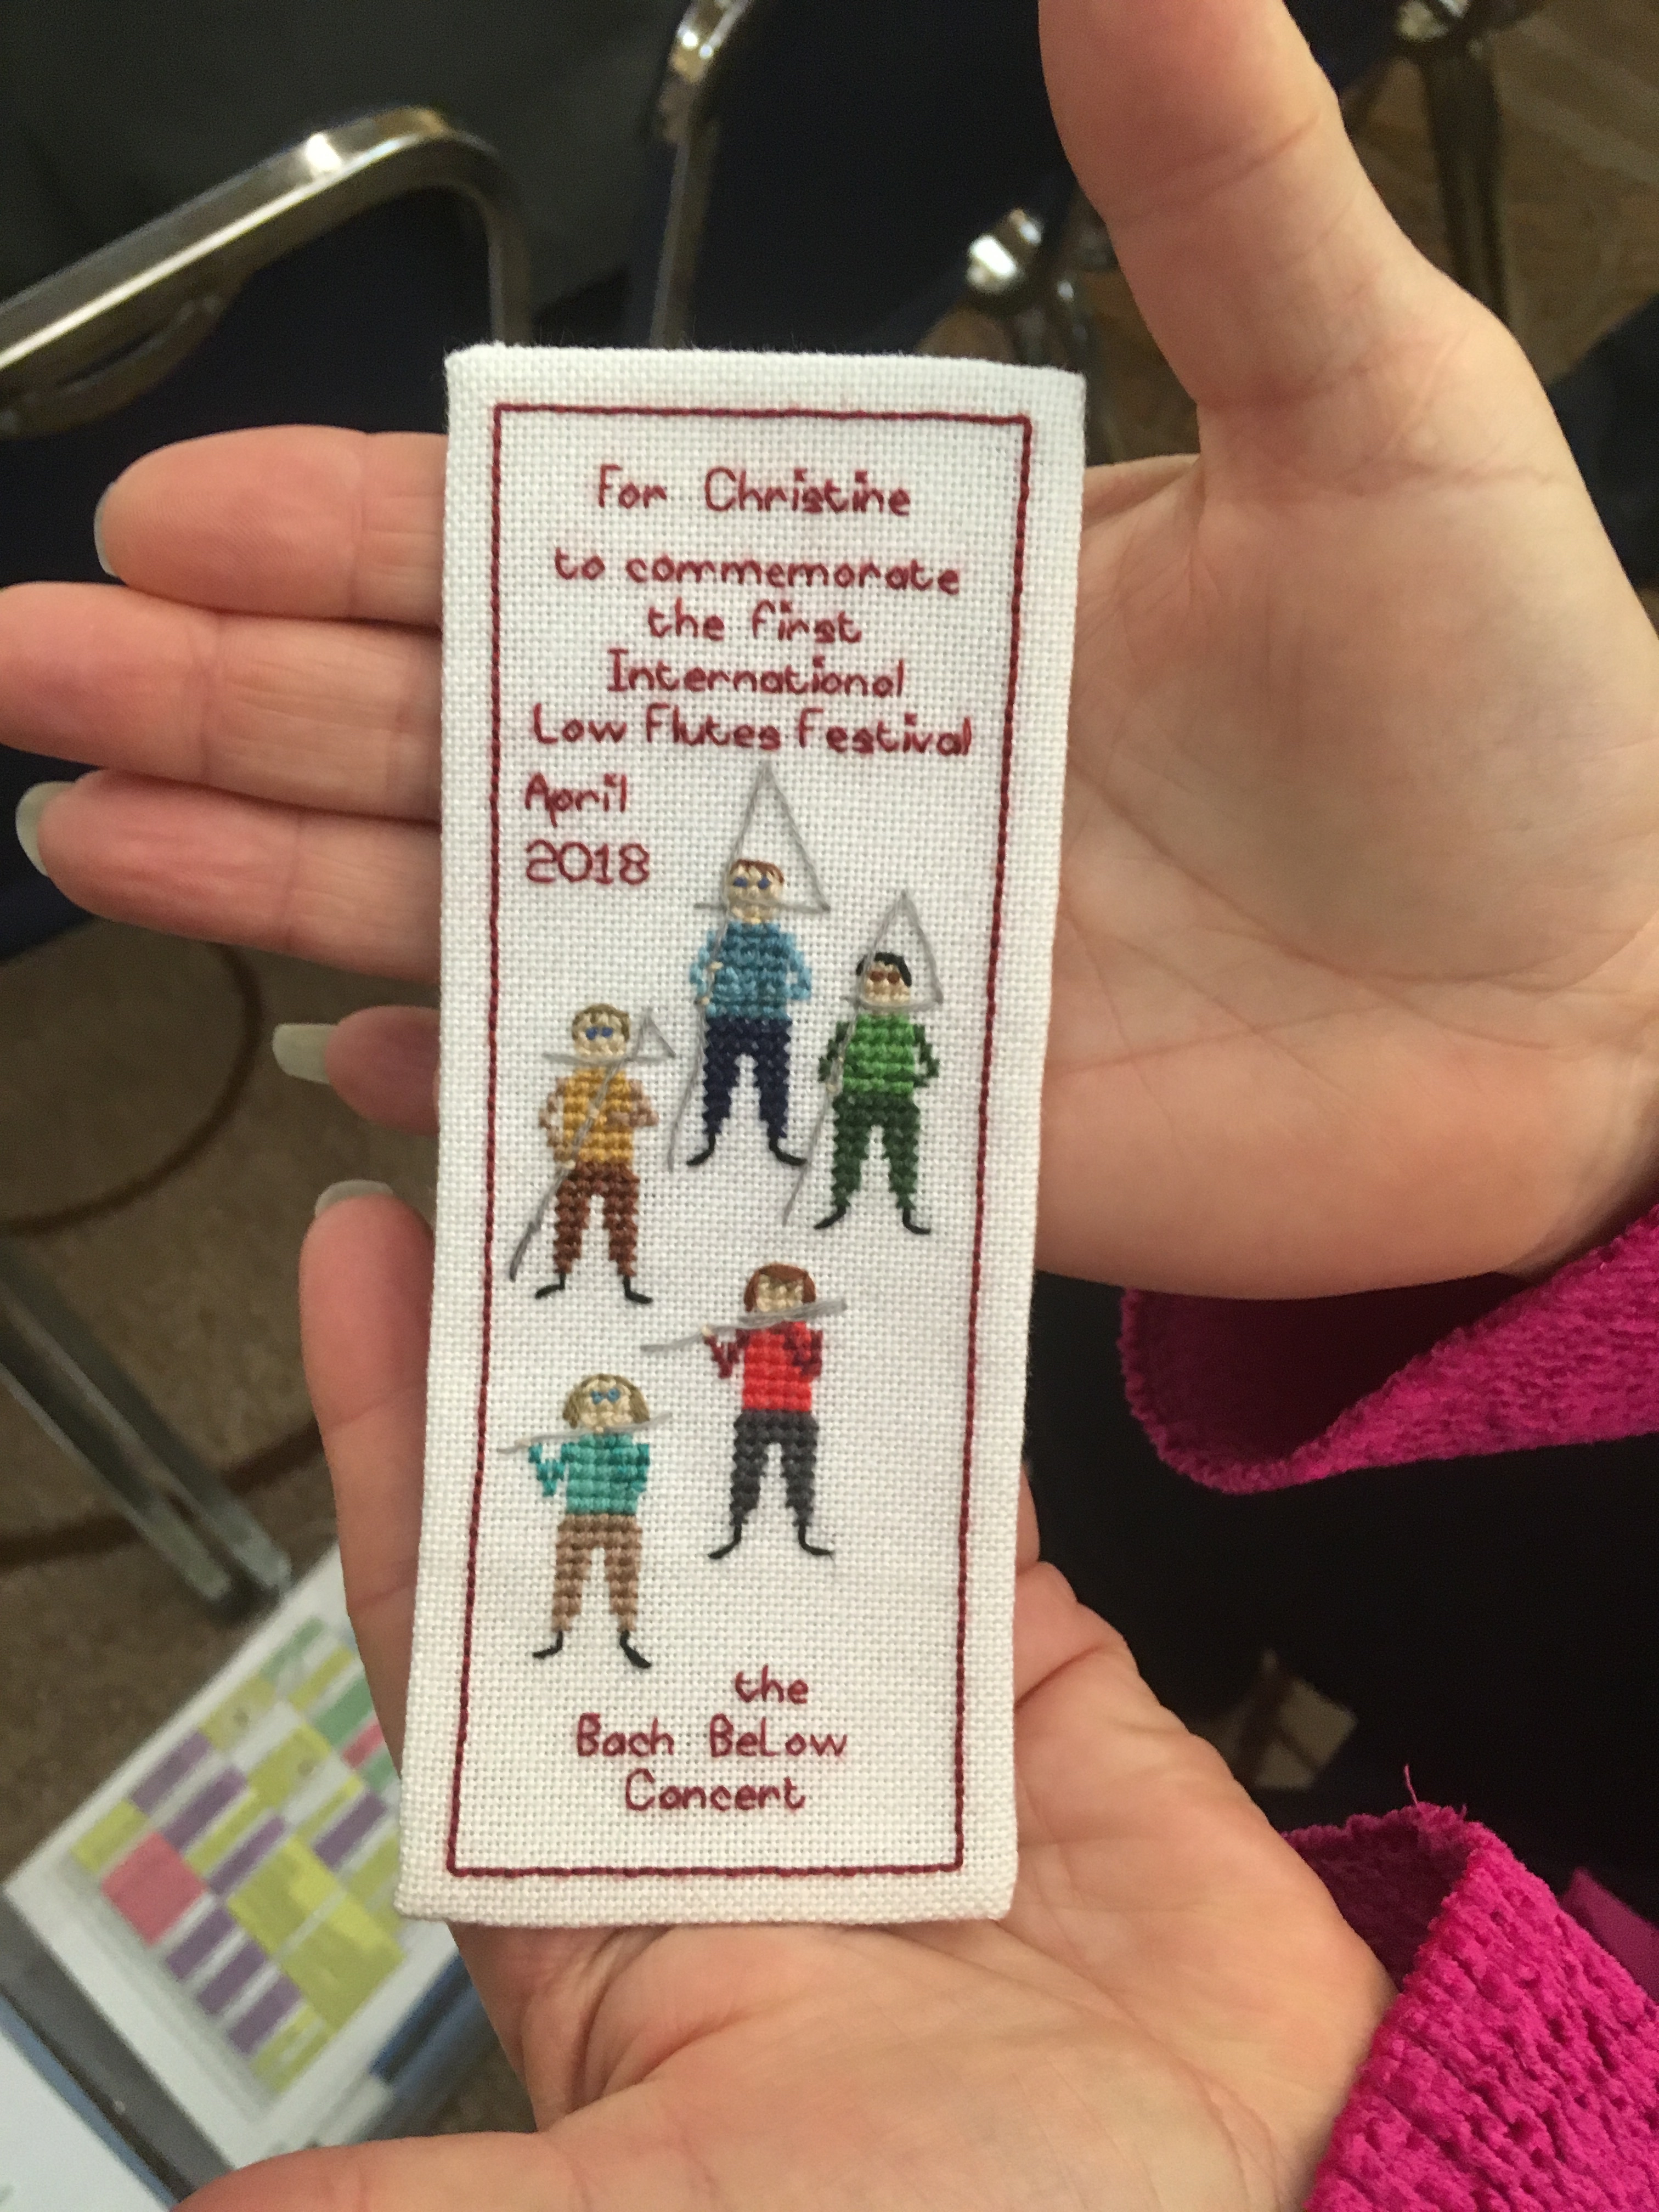 For Christine
to commemorate
the first
International
Low Flutes Festival
April
2018
the
Bach BeLow
Concert